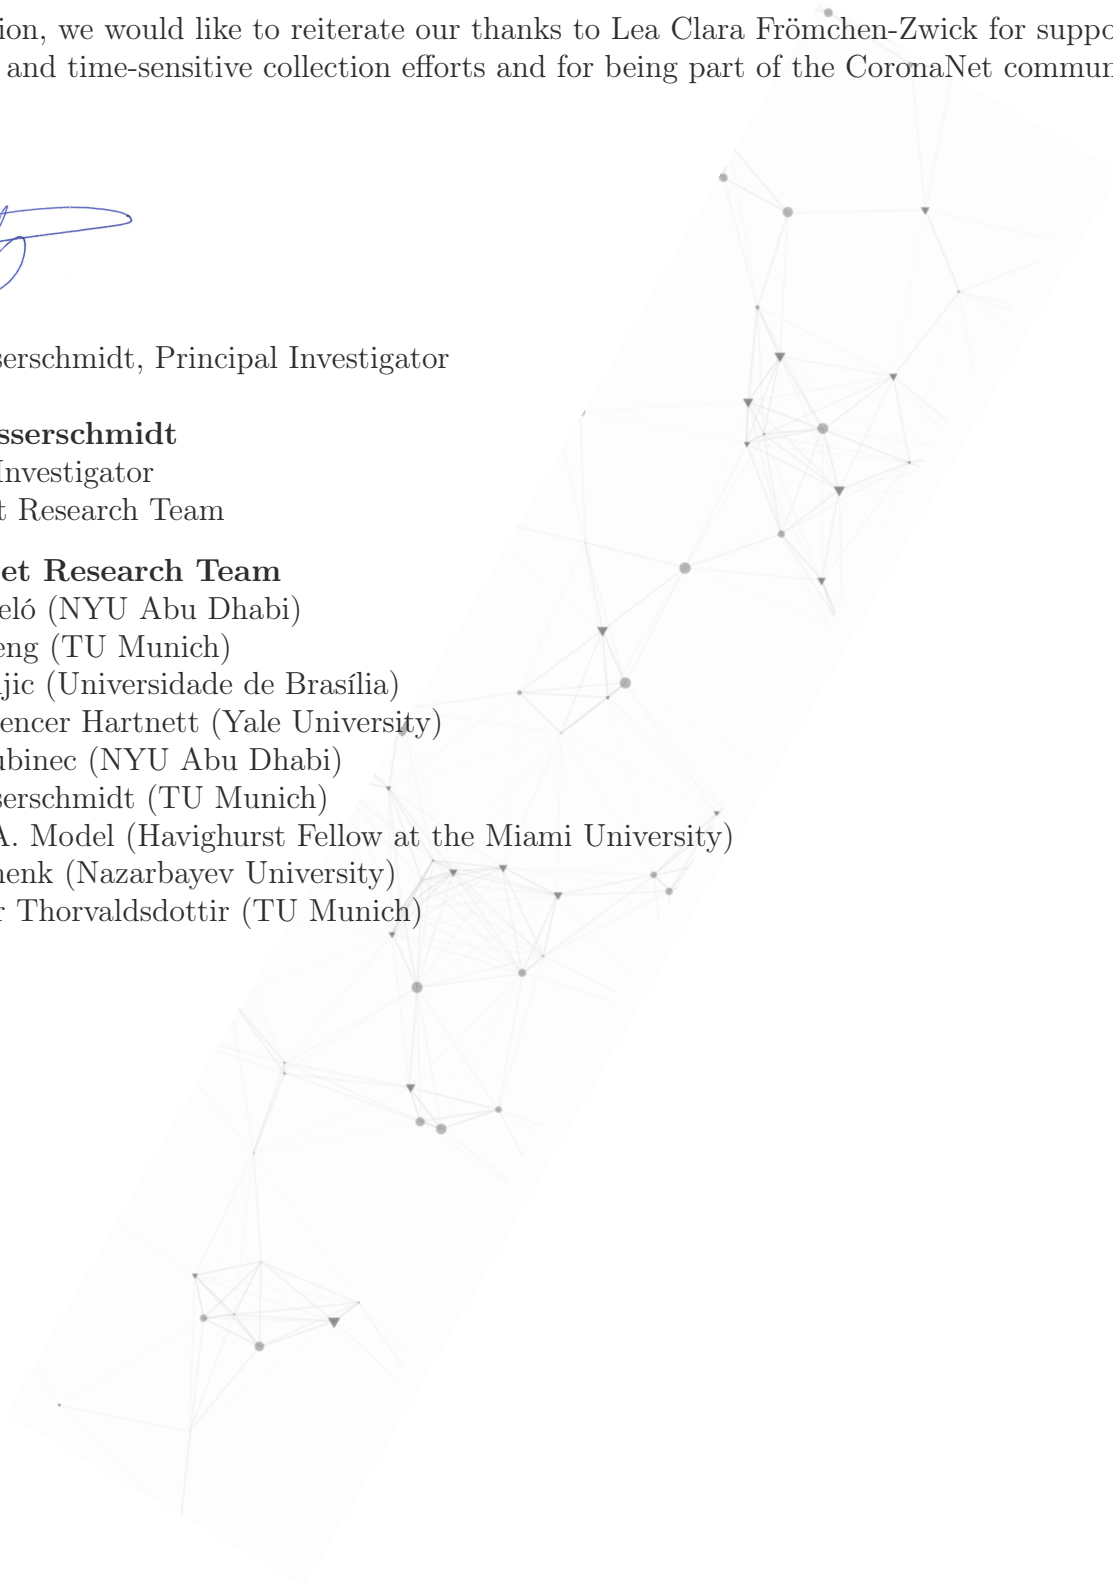 ion, we would like to reiterate our thanks to Lea Clara Frömchen-Zwick for suppo
and time-sensitive collection efforts and for being part of the CoronaNet commun
serschmidt, Principal Investigator
sserschmidt
Investigator
t Research Team
et Research Team
eló (NYU Abu Dhabi)
eng (TU Munich)
jic (Universidade de Brasília)
encer Hartnett (Yale University)
ubinec (NYU Abu Dhabi)
serschmidt (TU Munich)
A. Model (Havighurst Fellow at the Miami University)
henk (Nazarbayev University)
r Thorvaldsdottir (TU Munich)